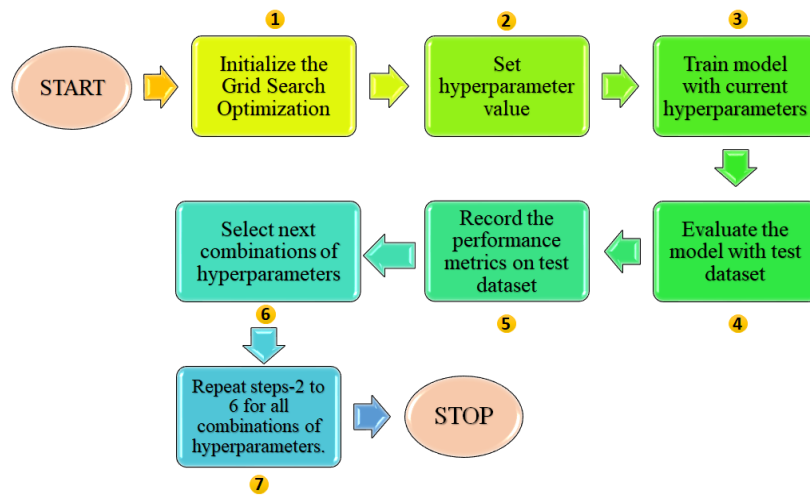 1
2
3
START
Initialize the
Grid Search
Optimization
Set
hyperparameter
value
Train model
with current
hyperparameters
Select next
combinations of
hyperparameters
Record the
performance
metrics on test
dataset
Evaluate the
model with test
dataset
6
5
4
Repeat steps-2 to
6 for all
combinations of
hyperparameters.
STOP
7